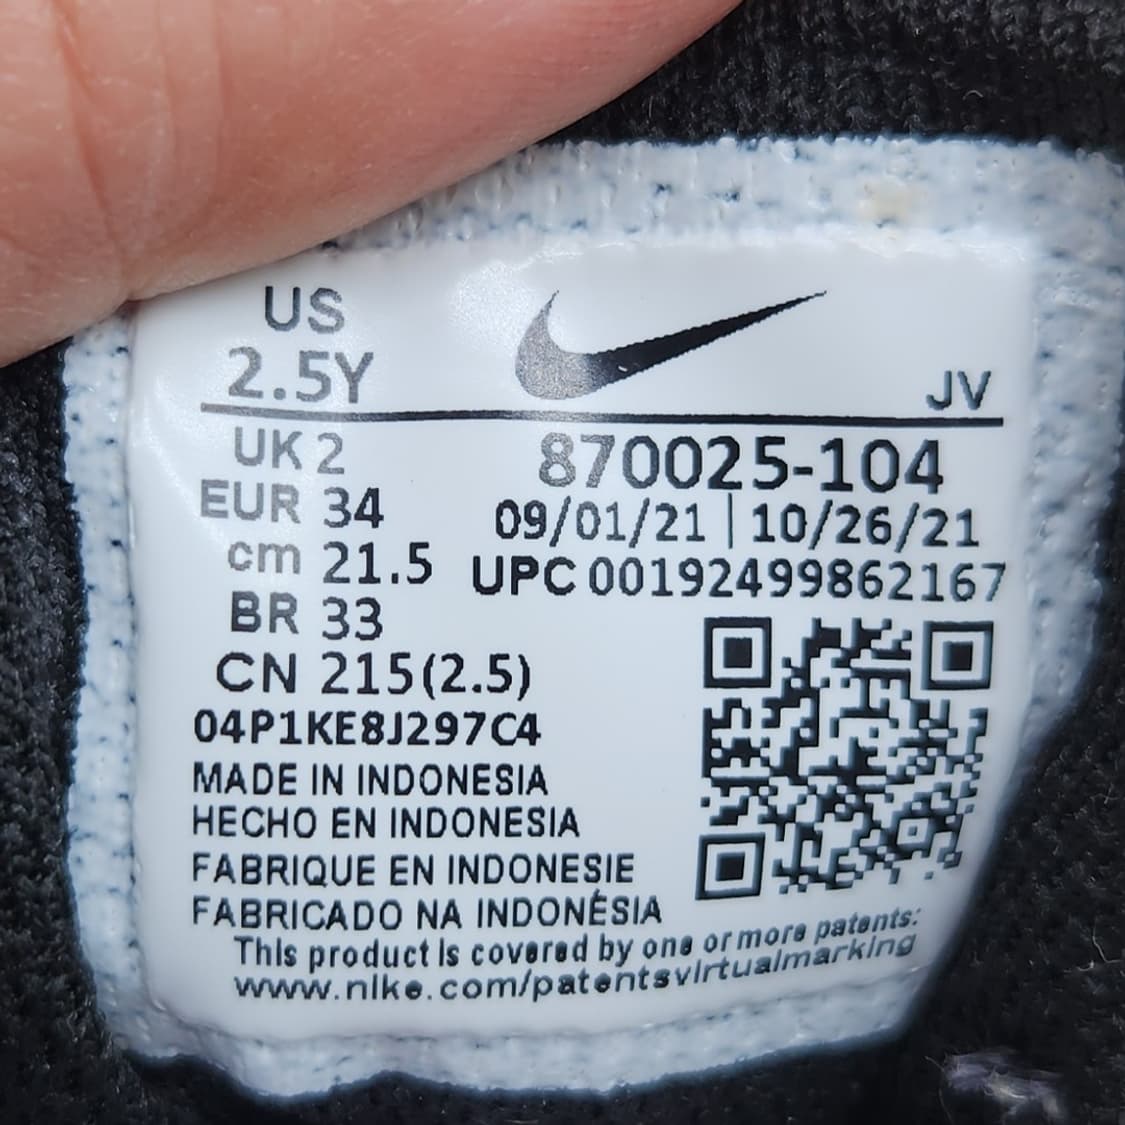 US
2.5Y
JV
UK 2
870025-104
EUR 34
09/01/21 | 10/26/21
cm 21.5
UPC 00192499862167
BR 33
CN 215(2.5)
04P1KE8J297C4
MADE IN INDONESIA
HECHO EN INDONESIA
FABRIQUE EN INDONESIE
FABRICADO NA INDONÉSIA
This product is covered by one or more patents:
www.nike.com/patentsvirtualmarking